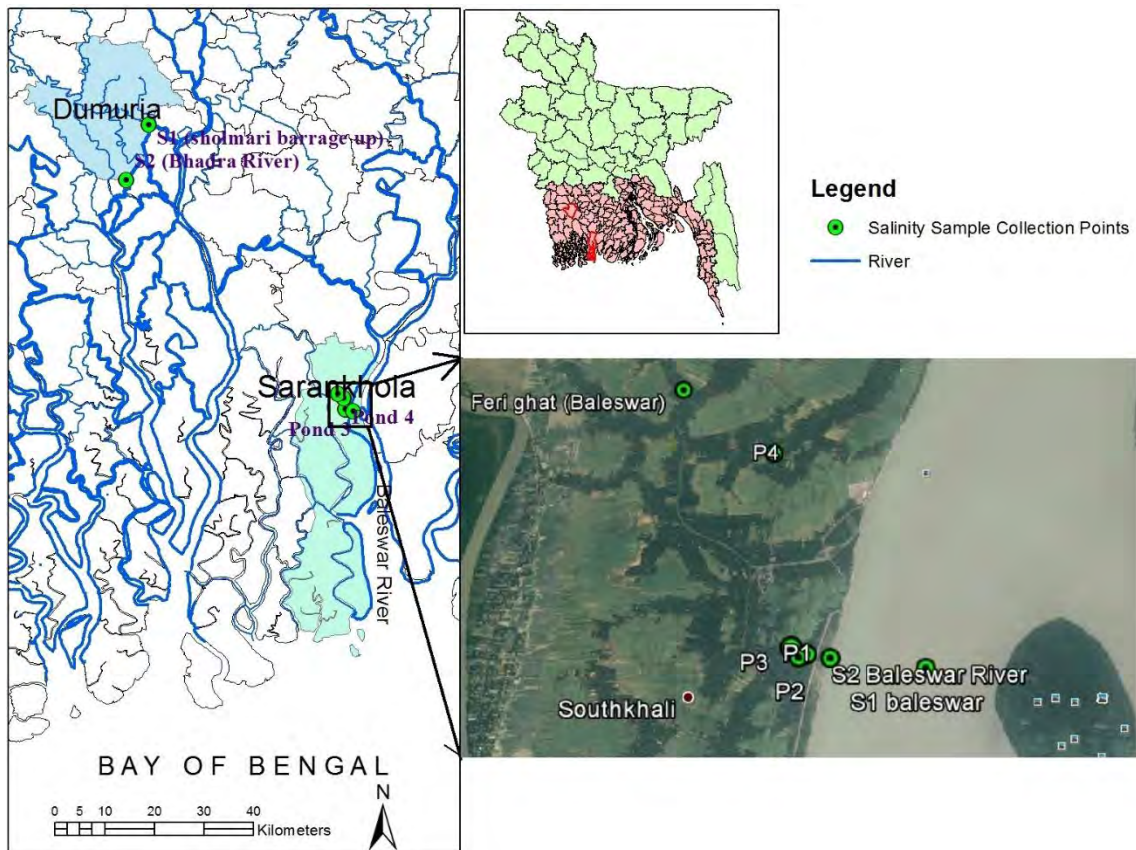 Dumuria
S1 (sholmari barrage up)
S2 (Bhadra River)
Sarankhola
Pond 4
Pond 3
Baleswar River
BAY OF BENGAL
N
0 5 10 20 30 40
Kilometers
Legend
Salinity Sample Collection Points
River
Feri ghat (Baleswar)
P4
P1
P3
P2
S2 Baleswar River
S1 baleswar
Southkhali